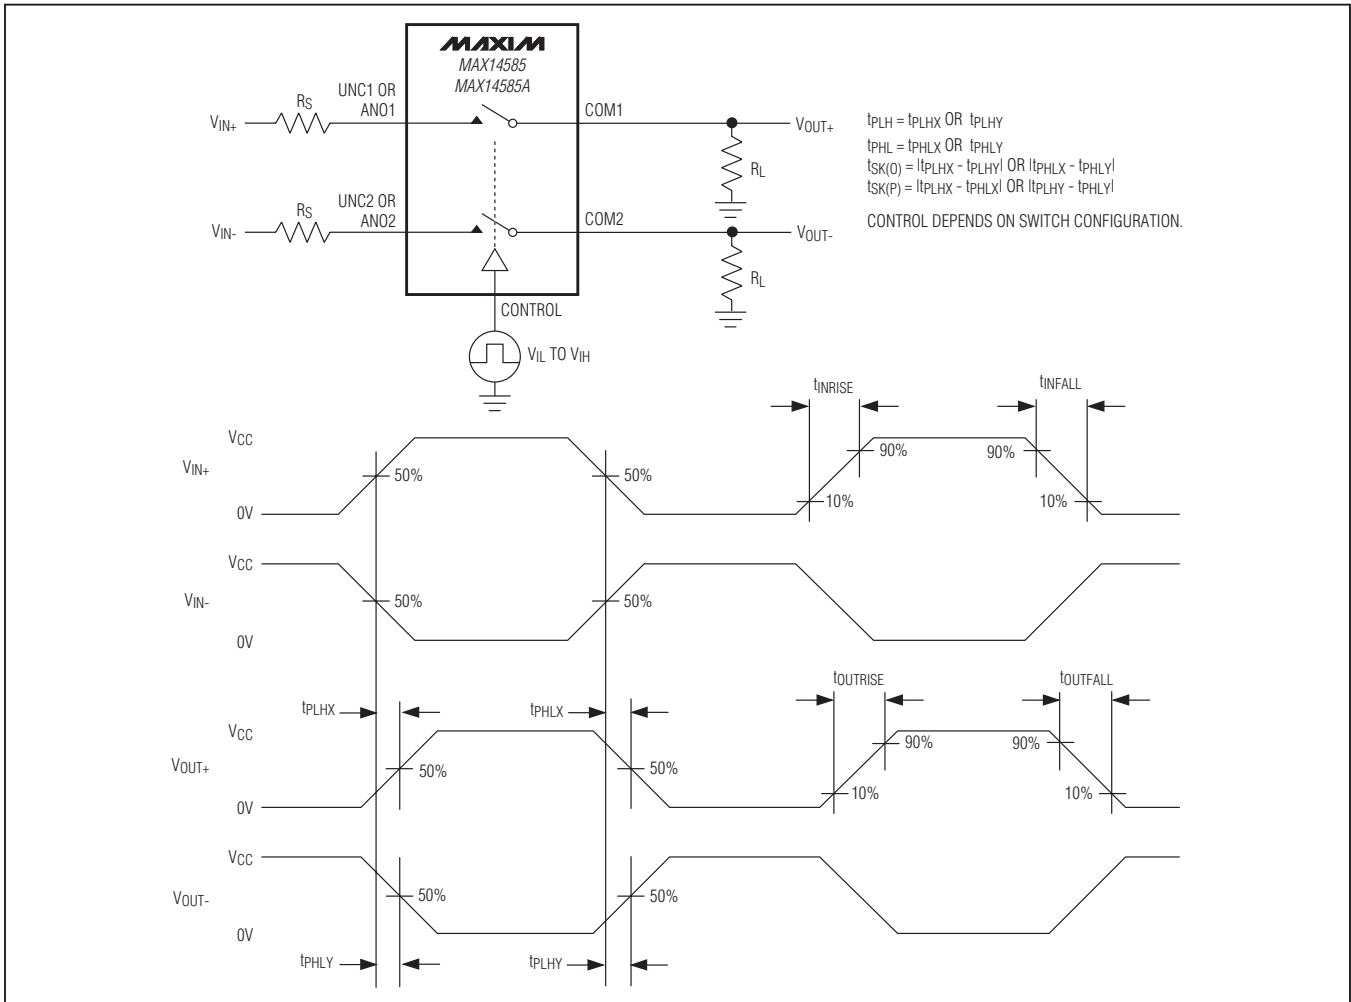 MAXIM
MAX14585
MAX14585A
UNC1 OR
ANO1
RS
VIN+
COM1
VOUT+
RL
tPLH = tPLHX OR tPLHY
tPHL = tPHLX OR tPHLY
tSK(O) = |tPLHX - tPLHY| OR |tPHLX - tPHLY|
tSK(P) = |tPLHX - tPHLX| OR |tPLHY - tPHLY|
CONTROL DEPENDS ON SWITCH CONFIGURATION.
UNC2 OR
ANO2
RS
VIN-
COM2
VOUT-
RL
CONTROL
VIL TO VIH
tINRISE
tINFALL
VCC
VIN+
0V
50%
50%
90%
10%
90%
10%
VCC
VIN-
0V
50%
50%
tOUTRISE
tOUTFALL
tPLHX
tPHLX
VCC
VOUT+
0V
50%
50%
90%
10%
90%
10%
VCC
VOUT-
0V
50%
50%
tPHLY
tPLHY